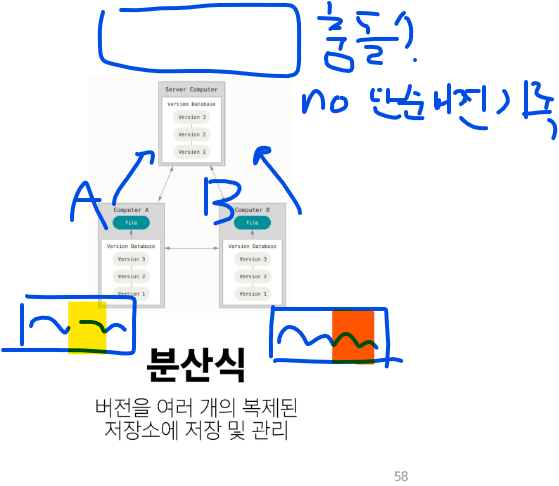 충돌?
no 단순버전기록
Server Computer
Version Database
Version 3
Version 2
Version 1
A B
Computer A Computer B
File File
Version Database Version Database
Version 3 Version 3
Version 2 Version 2
Version 1 Version 1
분산식
버전을 여러 개의 복제된
저장소에 저장 및 관리
58